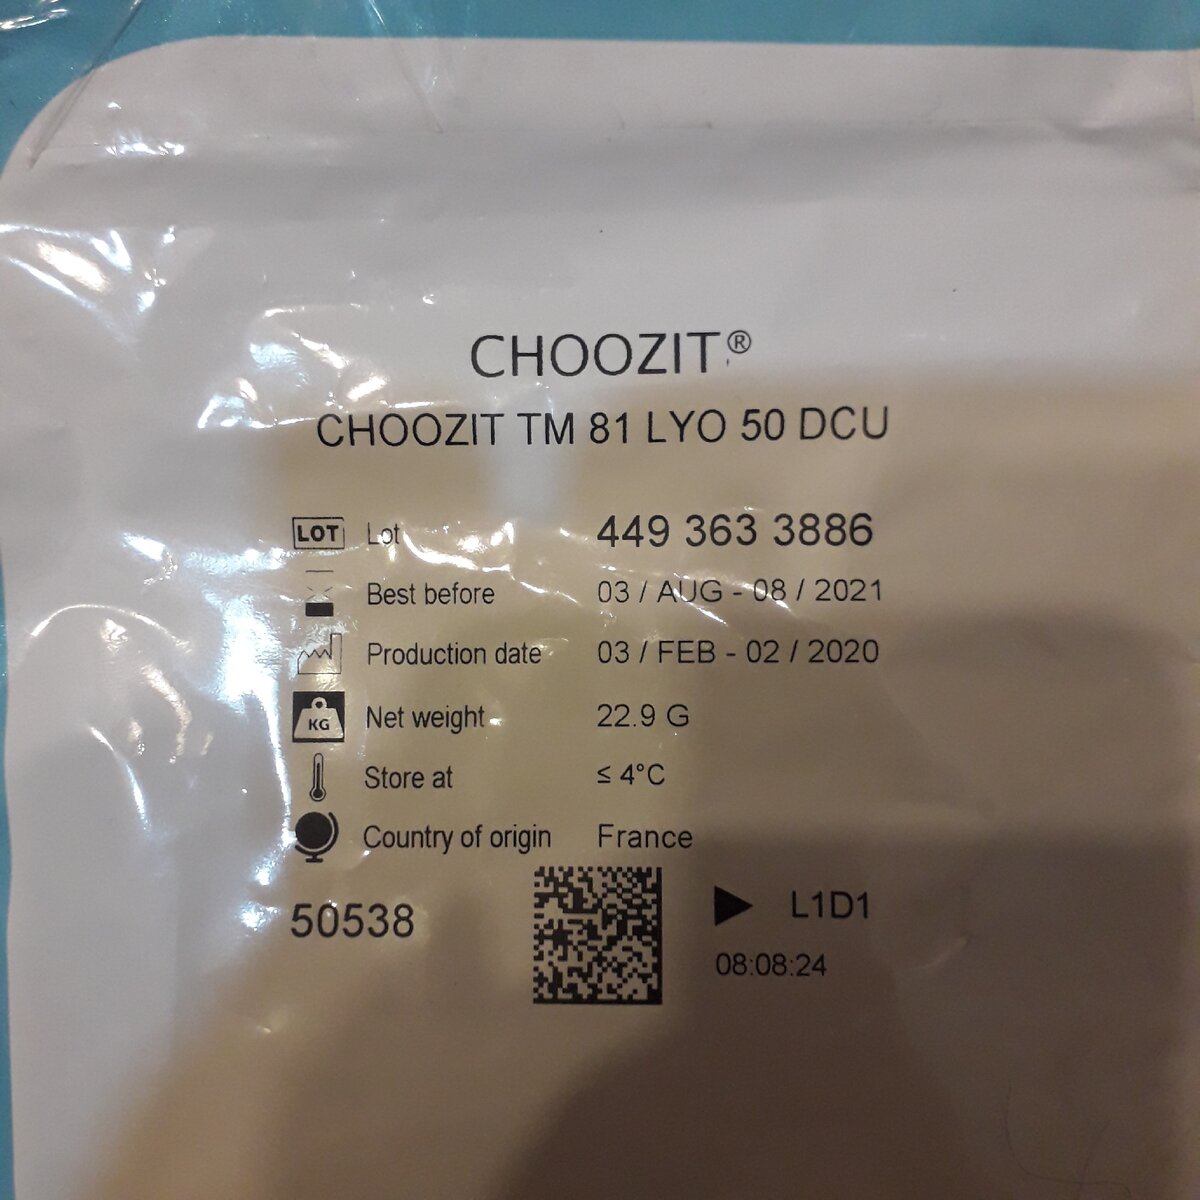 CHOOZIT®
CHOOZIT TM 81 LYO 50 DCU
LOT Lot 449 363 3886
Best before 03 / AUG - 08 / 2021
Production date 03 / FEB - 02 / 2020
KG Net weight 22.9 G
Store at ≤ 4°C
Country of origin France
50538 L1D1
08:08:24